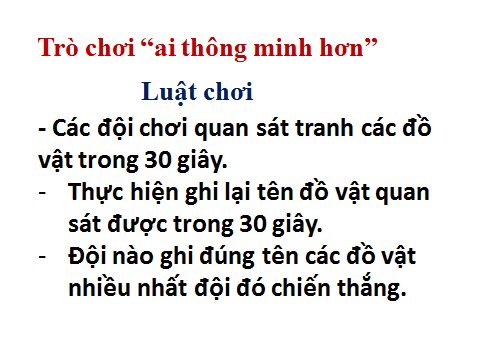 Trò chơi “ai thông minh hơn”
Luật chơi
- Các đội chơi quan sát tranh các đồ
vật trong 30 giây.
- Thực hiện ghi lại tên đồ vật quan
sát được trong 30 giây.
- Đội nào ghi đúng tên các đồ vật
nhiều nhất đội đó chiến thắng.